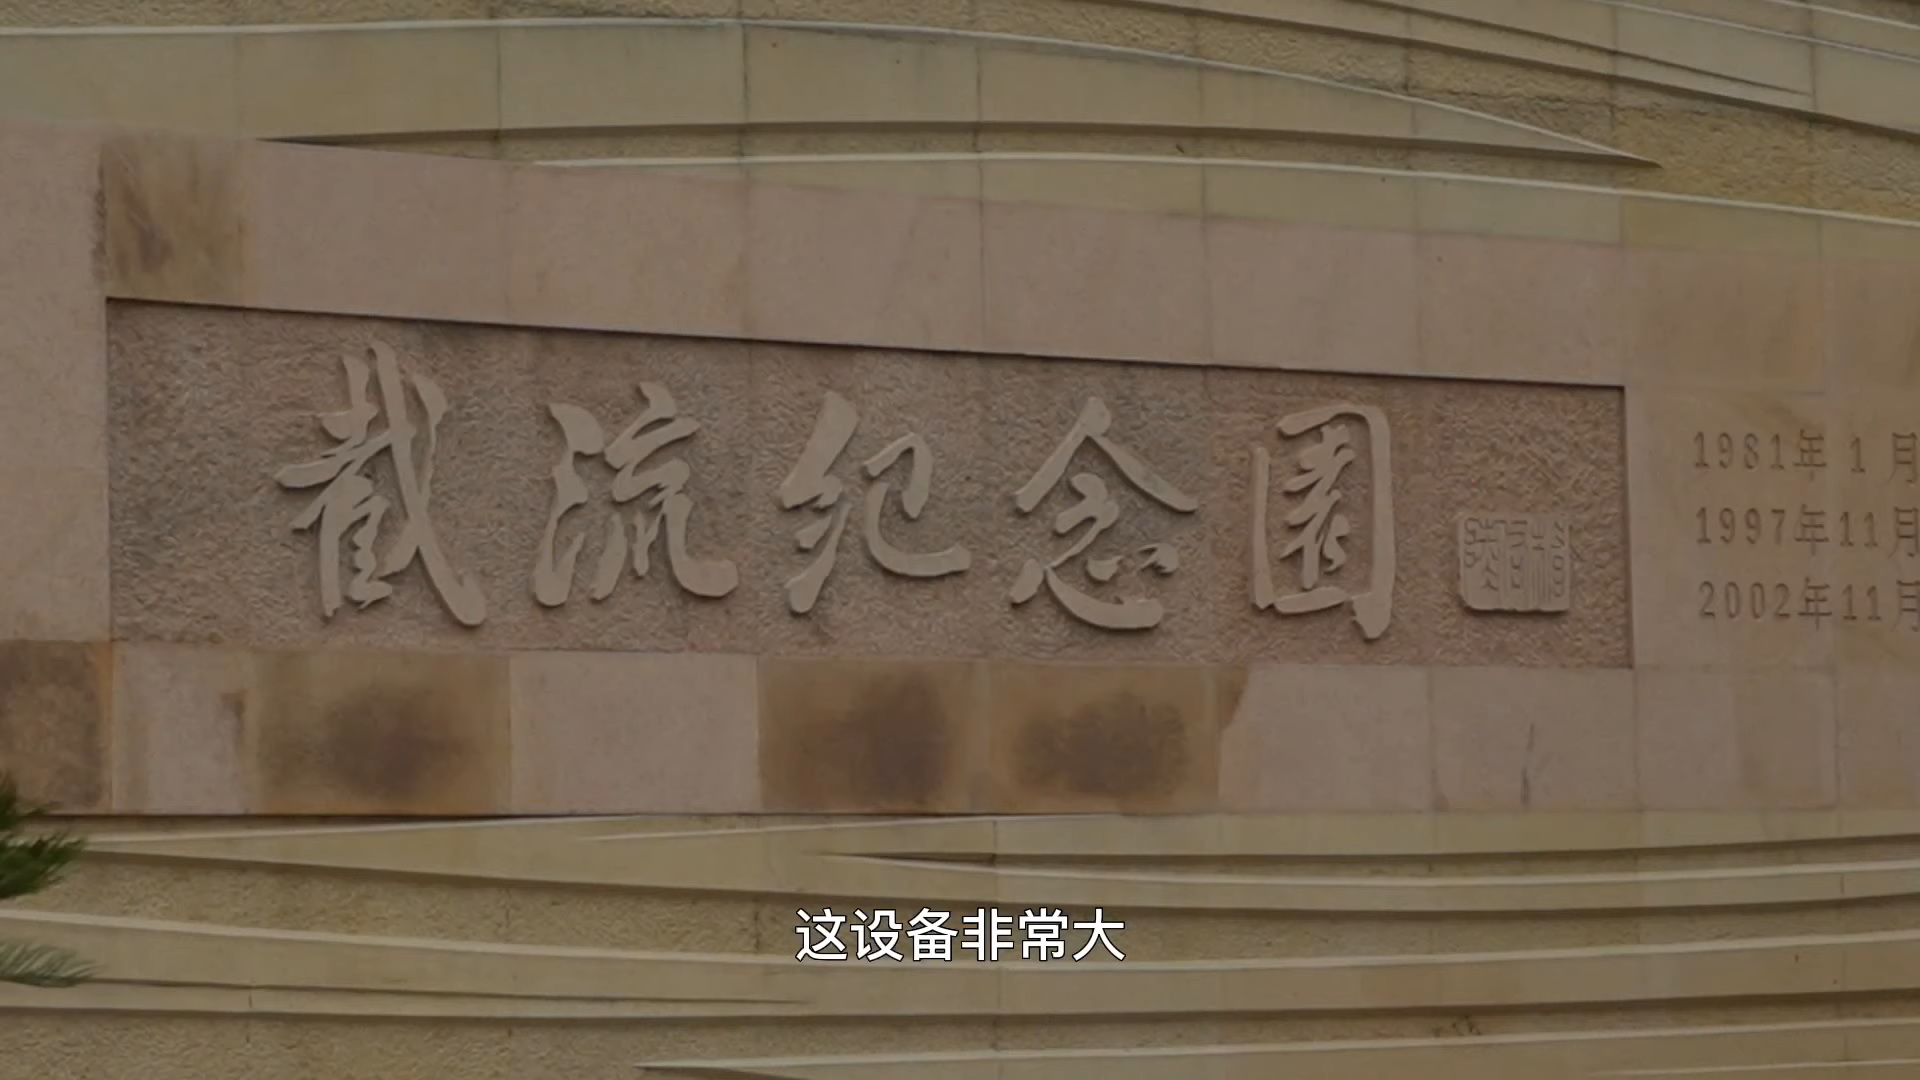 截流纪念园
1981年 1 月
1997年11月
2002年11月
这设备非常大